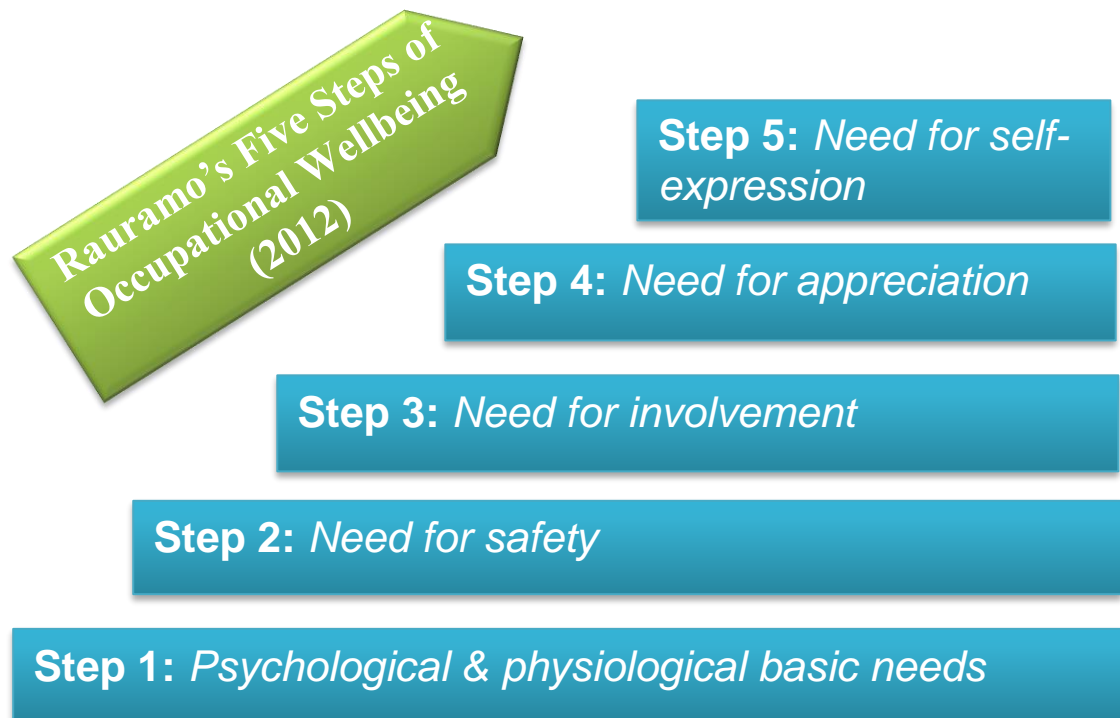 Rauramo’s Five Steps of
Occupational Wellbeing
(2012)
Step 5: Need for self-
expression
Step 4: Need for appreciation
Step 3: Need for involvement
Step 2: Need for safety
Step 1: Psychological & physiological basic needs